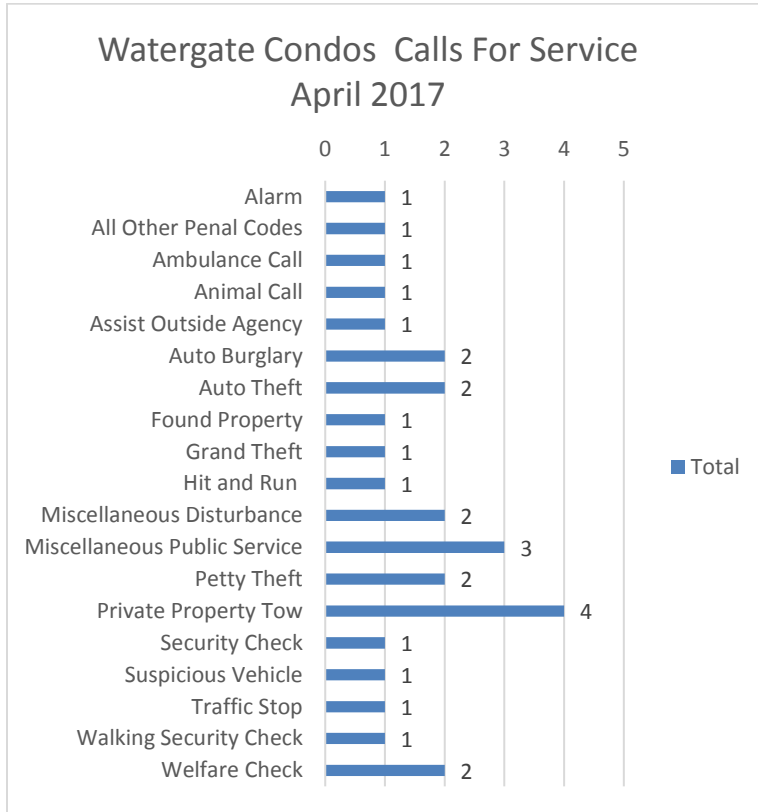 Watergate Condos  Calls For Service
April 2017
0 1 2 3 4 5
Alarm 1
All Other Penal Codes 1
Ambulance Call 1
Animal Call 1
Assist Outside Agency 1
Auto Burglary 2
Auto Theft 2
Found Property 1
Grand Theft 1
Hit and Run 1
Miscellaneous Disturbance 2
Miscellaneous Public Service 3
Petty Theft 2
Private Property Tow 4
Security Check 1
Suspicious Vehicle 1
Traffic Stop 1
Walking Security Check 1
Welfare Check 2
Total